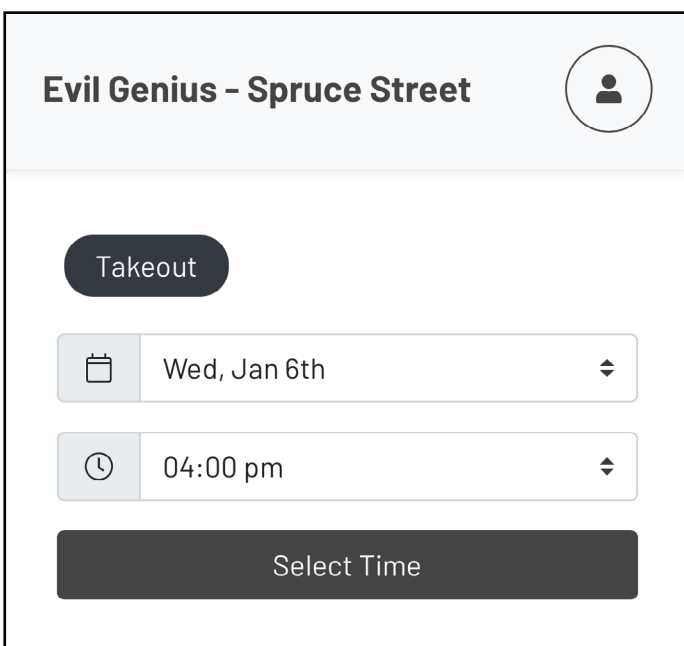 Evil Genius - Spruce Street
Takeout
Wed, Jan 6th
04:00 pm
Select Time